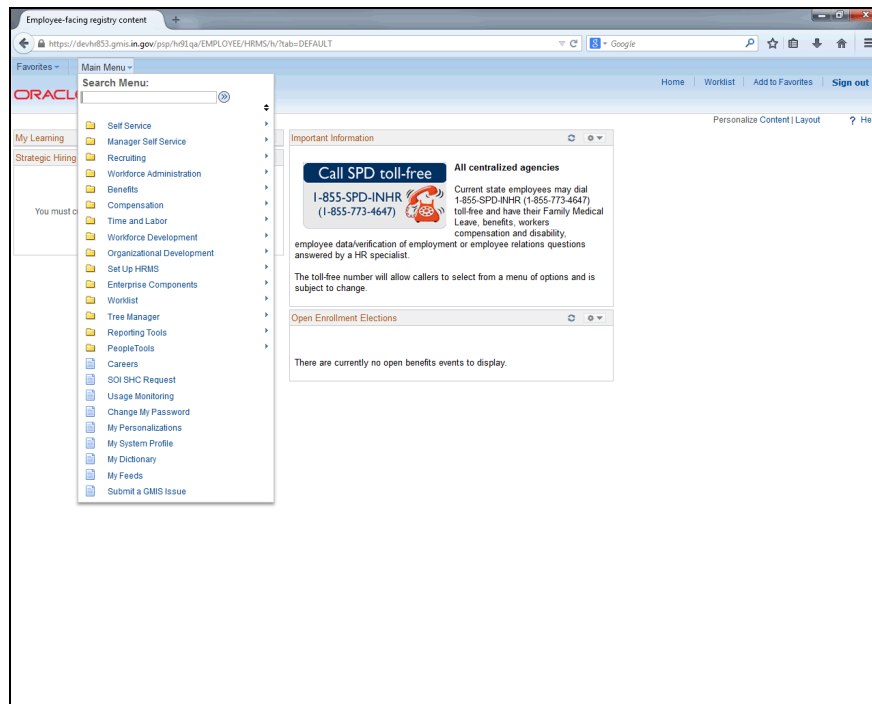 Employee-facing registry content
https://devhr853.gmis.in.gov/psp/hr91qa/EMPLOYEE/HRMS/h/?tab=DEFAULT
Google
Favorites
Main Menu
Search Menu:
Home
Worklist
Add to Favorites
Sign out
Personalize Content | Layout
? He
My Learning
Strategic Hiring
You must
Self Service
Manager Self Service
Recruiting
Workforce Administration
Benefits
Compensation
Time and Labor
Workforce Development
Organizational Development
Set Up HRMS
Enterprise Components
Worklist
Tree Manager
Reporting Tools
PeopleTools
Careers
SOI SHC Request
Usage Monitoring
Change My Password
My Personalizations
My System Profile
My Dictionary
My Feeds
Submit a GMIS Issue
Important Information
Call SPD toll-free
1-855-SPD-INHR
(1-855-773-4647)
All centralized agencies
Current state employees may dial
1-855-SPD-INHR (1-855-773-4647)
toll-free and have their Family Medical
Leave, benefits, workers
compensation and disability,
employee data/verification of employment or employee relations questions
answered by a HR specialist.
The toll-free number will allow callers to select from a menu of options and is
subject to change.
Open Enrollment Elections
There are currently no open benefits events to display.